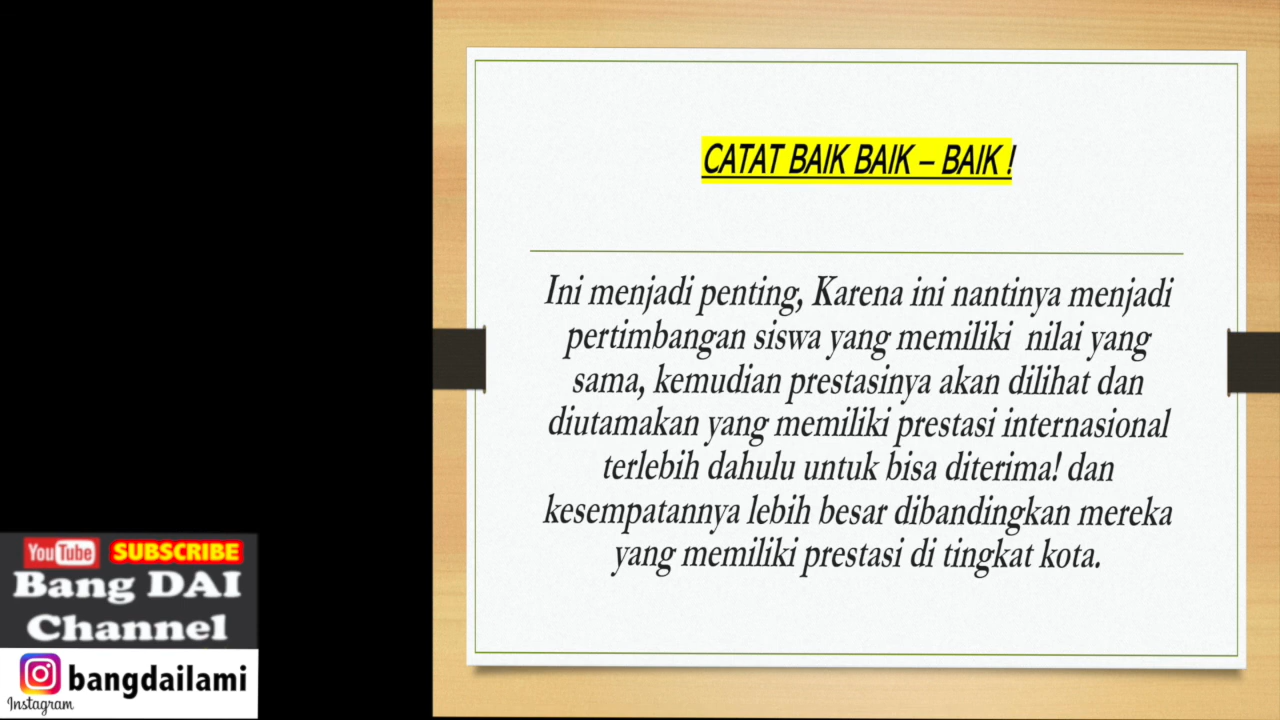 CATAT BAIK BAIK – BAIK !
Ini menjadi penting, Karena ini nantinya menjadi
pertimbangan siswa yang memiliki nilai yang
sama, kemudian prestasinya akan dilihat dan
diutamakan yang memiliki prestasi internasional
terlebih dahulu untuk bisa diterima! dan
kesempatannya lebih besar dibandingkan mereka
yang memiliki prestasi di tingkat kota.
YouTube SUBSCRIBE
Bang DAI
Channel
bangdailami
Instagram